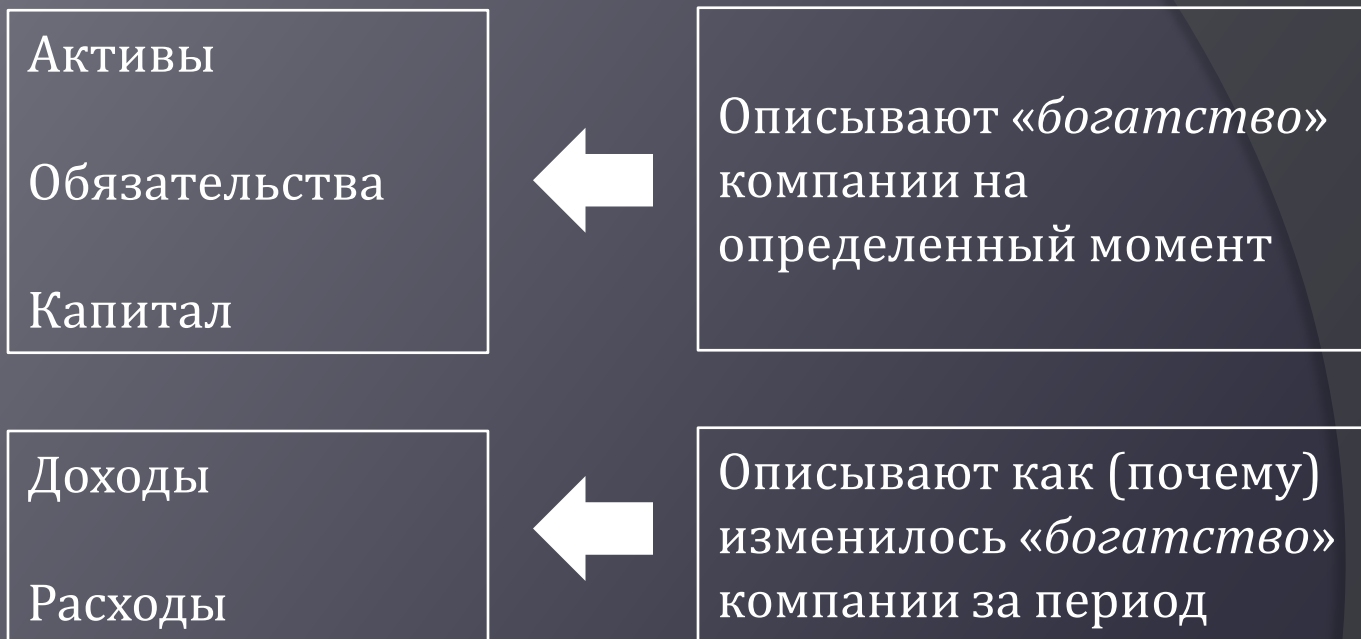 Активы
Обязательства
Капитал
Описывают «богатство»
компании на
определенный момент
Доходы
Расходы
Описывают как (почему)
изменилось «богатство»
компании за период